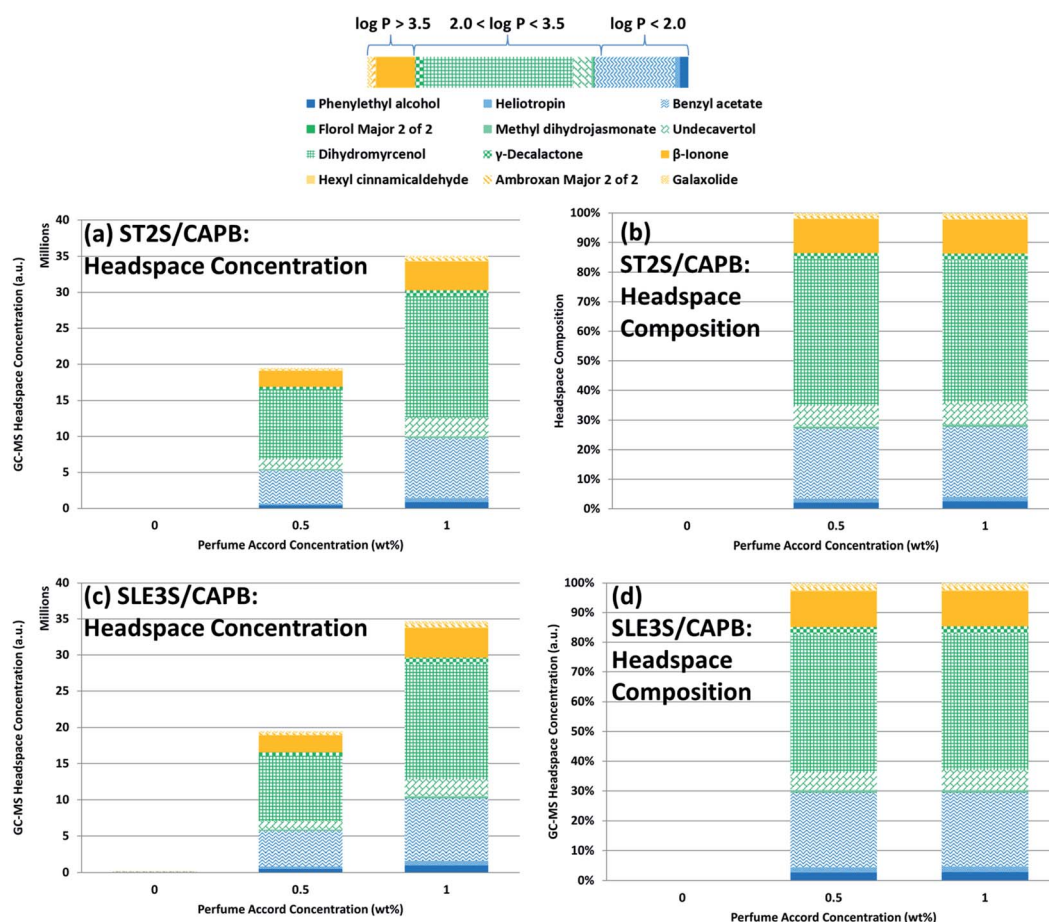 log P > 3.5 2.0 < log P < 3.5 log P < 2.0
Phenylethyl alcohol Heliotropin Benzyl acetate
Florol Major 2 of 2 Methyl dihydrojasmonate Undecavertol
Dihydromyrcenol γ-Decalactone β-Ionone
Hexyl cinnamicaldehyde Ambroxan Major 2 of 2 Galaxolide
(a) ST2S/CAPB:
Headspace Concentration
GC-MS Headspace Concentration (a.u.)
Millions
40
35
30
25
20
15
10
5
0
0 0.5 1
Perfume Accord Concentration (wt%)
(b)
ST2S/CAPB:
Headspace
Composition
Headspace Composition
100%
90%
80%
70%
60%
50%
40%
30%
20%
10%
0%
0 0.5 1
Perfume Accord Concentration (wt%)
(c) SLE3S/CAPB:
Headspace Concentration
GC-MS Headspace Concentration (a.u.)
Millions
40
35
30
25
20
15
10
5
0
0 0.5 1
Perfume Accord Concentration (wt%)
(d)
SLE3S/CAPB:
Headspace
Composition
GC-MS Headspace Concentration (a.u.)
100%
90%
80%
70%
60%
50%
40%
30%
20%
10%
0%
0 0.5 1
Perfume Accord Concentration (wt%)